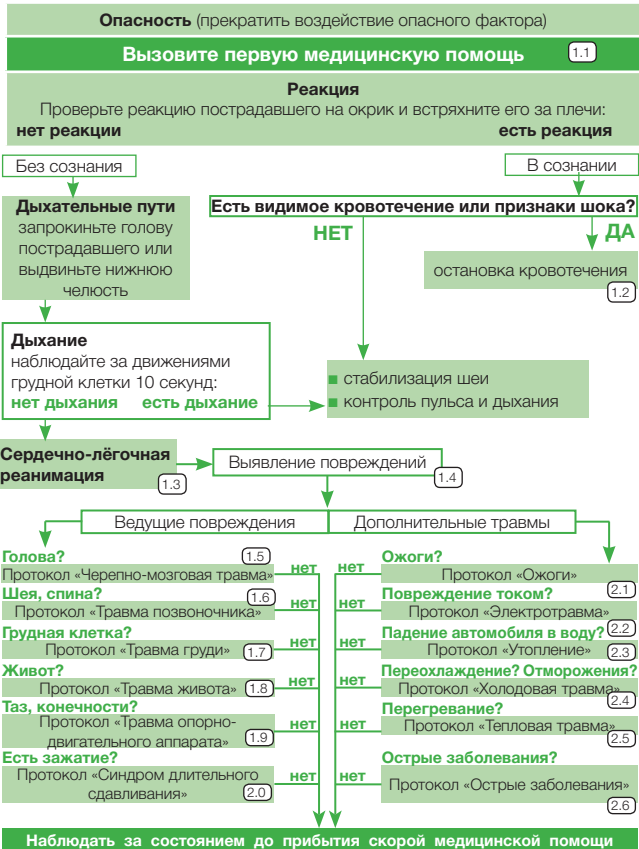 Опасность (прекратить воздействие опасного фактора)
Вызовите первую медицинскую помощь 1.1
Реакция
Проверьте реакцию пострадавшего на окрик и встряхните его за плечи:
нет реакции есть реакция
Без сознания
В сознании
Дыхательные пути
запрокиньте голову
пострадавшего или
выдвиньте нижнюю
челюсть
Есть видимое кровотечение или признаки шока?
НЕТ
ДА
остановка кровотечения
1.2
Дыхание
наблюдайте за движениями
грудной клетки 10 секунд:
нет дыхания есть дыхание
стабилизация шеи
контроль пульса и дыхания
Сердечно-лёгочная
реанимация 1.3
Выявление повреждений
1.4
Ведущие повреждения
Дополнительные травмы
Голова? 1.5
Протокол «Черепно-мозговая травма»
нет
Шея, спина? 1.6
Протокол «Травма позвоночника»
нет
Грудная клетка?
Протокол «Травма груди» 1.7
нет
Живот?
Протокол «Травма живота» 1.8
нет
Таз, конечности?
Протокол «Травма опорно-
двигательного аппарата» 1.9
нет
Есть зажатие?
Протокол «Синдром длительного
сдавливания» 2.0
нет
Ожоги?
нет
Протокол «Ожоги»
2.1
Повреждение током?
нет
Протокол «Электротравма»
2.2
Падение автомобиля в воду?
нет
Протокол «Утопление» 2.3
Переохлаждение? Отморожения?
нет
Протокол «Холодовая травма»
2.4
Перегревание?
нет
Протокол «Тепловая травма»
2.5
Острые заболевания?
нет
Протокол «Острые заболевания»
2.6
Наблюдать за состоянием до прибытия скорой медицинской помощи